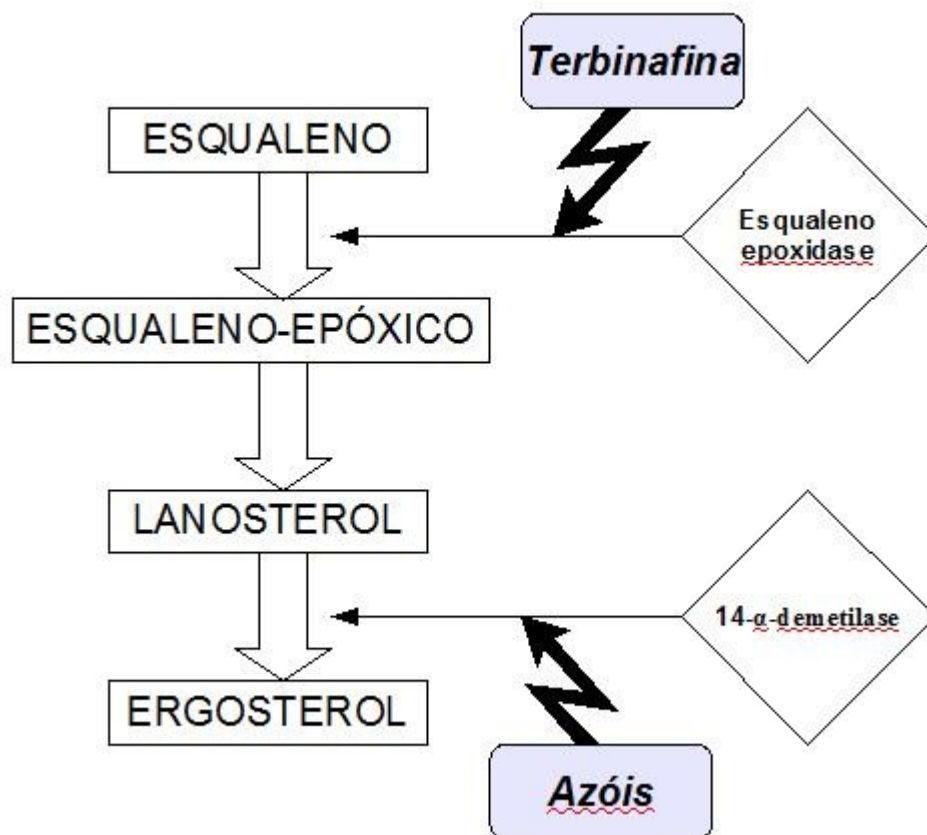 Terbinafina
ESQUALENO
Esqualeno
epoxidase
ESQUALENO-EPÓXICO
LANOSTEROL
14-α-demetilase
ERGOSTEROL
Azóis